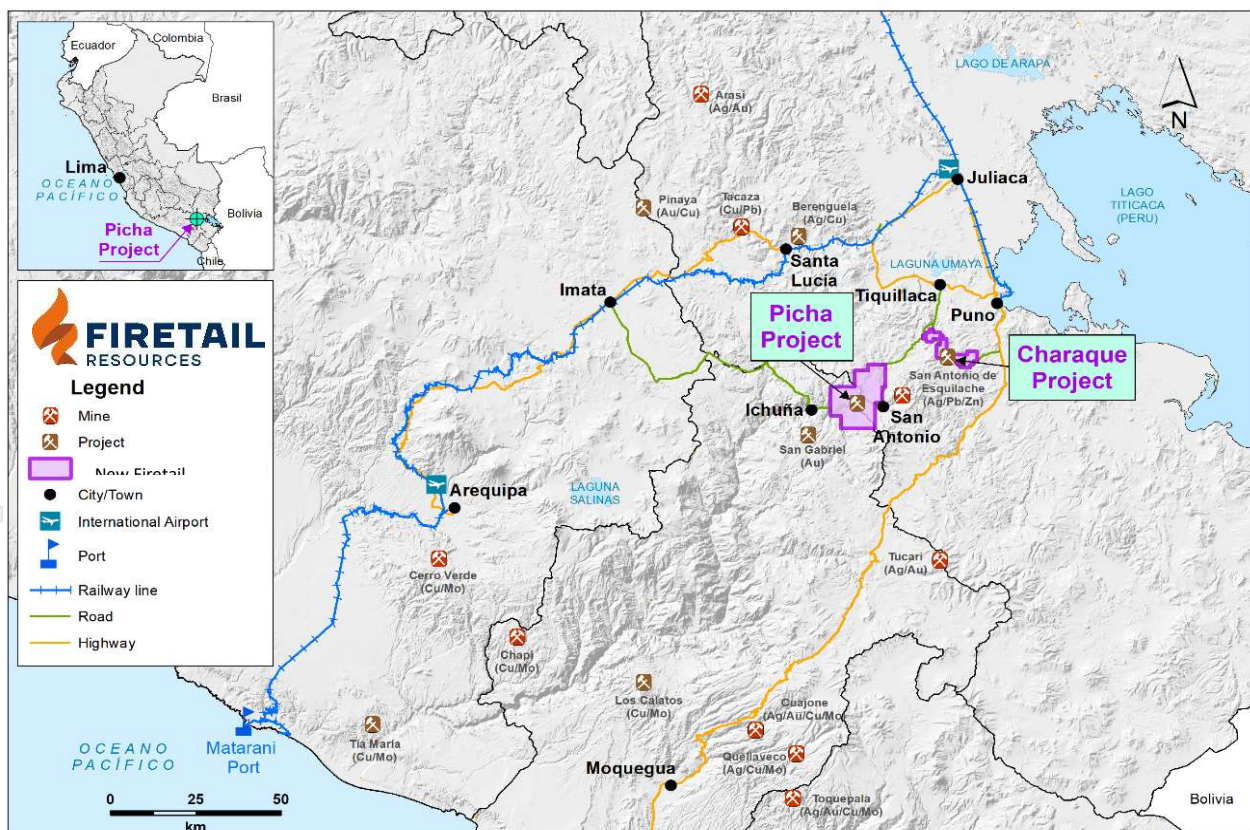 Ecuador
Colombia
Brasil
Lima
OCEANO
PACÍFICO
Bolivia
Picha
Project
Chile
FIRETAIL
RESOURCES
Legend
Mine
Project
New Firetail
City/Town
International Airport
Port
Railway line
Road
Highway
LAGO DE ARAPA
N
Arasi
(Ag/Au)
Juliaca
LAGO
TITICACA
(PERU)
Pinaya
(Au/Cu)
Tacaza
(Cu/Pb)
Berenguela
(Ag/Cu)
Santa
Lucia
LAGUNA UMAYA
Imata
Tiquillaca
Puno
Picha
Project
Charaque
Project
San Antonio de
Esquilache
(Ag/Pb/Zn)
Ichuña
San
Antonio
San Gabriel
(Au)
Arequipa
LAGUNA
SALINAS
Cerro Verde
(Cu/Mo)
Tucari
(Ag/Au)
Chapi
(Cu/Mo)
Los Calatos
(Cu/Mo)
Cuajone
(Ag/Au/Cu/Mo)
Tia Maria
(Cu/Mo)
Quellaveco
(Ag/Cu/Mo)
Matarani
Port
OCEANO
PACÍFICO
Moquegua
Toquepala
(Ag/Au/Cu/Mo)
Bolivia
0 25 50
km